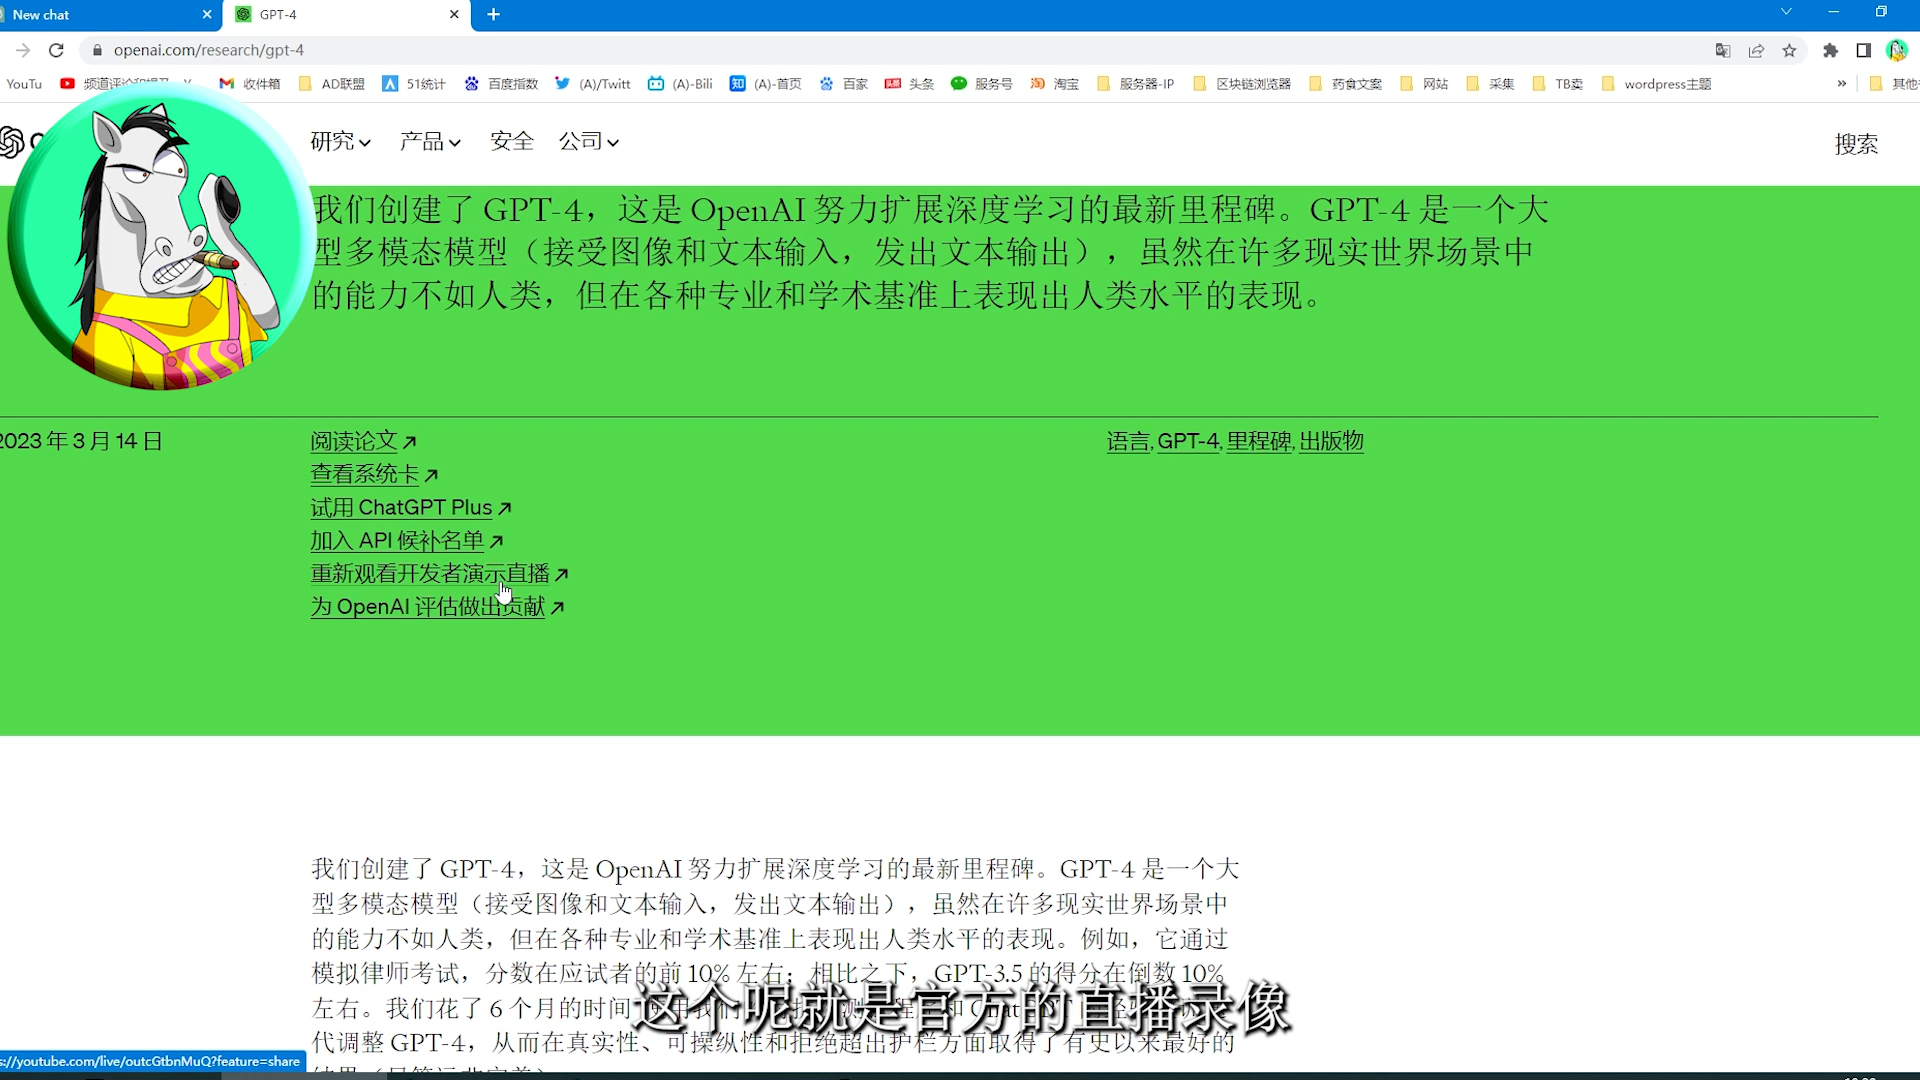 New chat
GPT-4
openai.com/research/gpt-4
YouTu
收件箱
AD联盟
51统计
百度指数
(A)/Twitt
(A)-Bili
知
(A)-首页
百家
头条
服务号
淘
淘宝
服务器-IP
区块链浏览器
药食文案
网站
采集
TB卖
wordpress主题
»
研究
产品
安全
公司
搜索
我们创建了 GPT-4，这是 OpenAI 努力扩展深度学习的最新里程碑。GPT-4 是一个大
型多模态模型（接受图像和文本输入，发出文本输出），虽然在许多现实世界场景中
的能力不如人类，但在各种专业和学术基准上表现出人类水平的表现。
2023 年 3 月 14 日
阅读论文 ↗
查看系统卡 ↗
试用 ChatGPT Plus ↗
加入 API 候补名单 ↗
重新观看开发者演示直播 ↗
为 OpenAI 评估做出贡献 ↗
语言, GPT-4, 里程碑, 出版物
我们创建了 GPT-4，这是 OpenAI 努力扩展深度学习的最新里程碑。GPT-4 是一个大
型多模态模型（接受图像和文本输入，发出文本输出），虽然在许多现实世界场景中
的能力不如人类，但在各种专业和学术基准上表现出人类水平的表现。例如，它通过
模拟律师考试，分数在应试者的前 10% 左右；相比之下，GPT-3.5 的得分在倒数 10%
左右。我们花了 6 个月的时间
这个呢就是官方的直播录像
代调整 GPT-4，从而在真实性、可操纵性和拒绝超出护栏方面取得了有史以来最好的
s://youtube.com/live/outcGtbnMuQ?feature=share